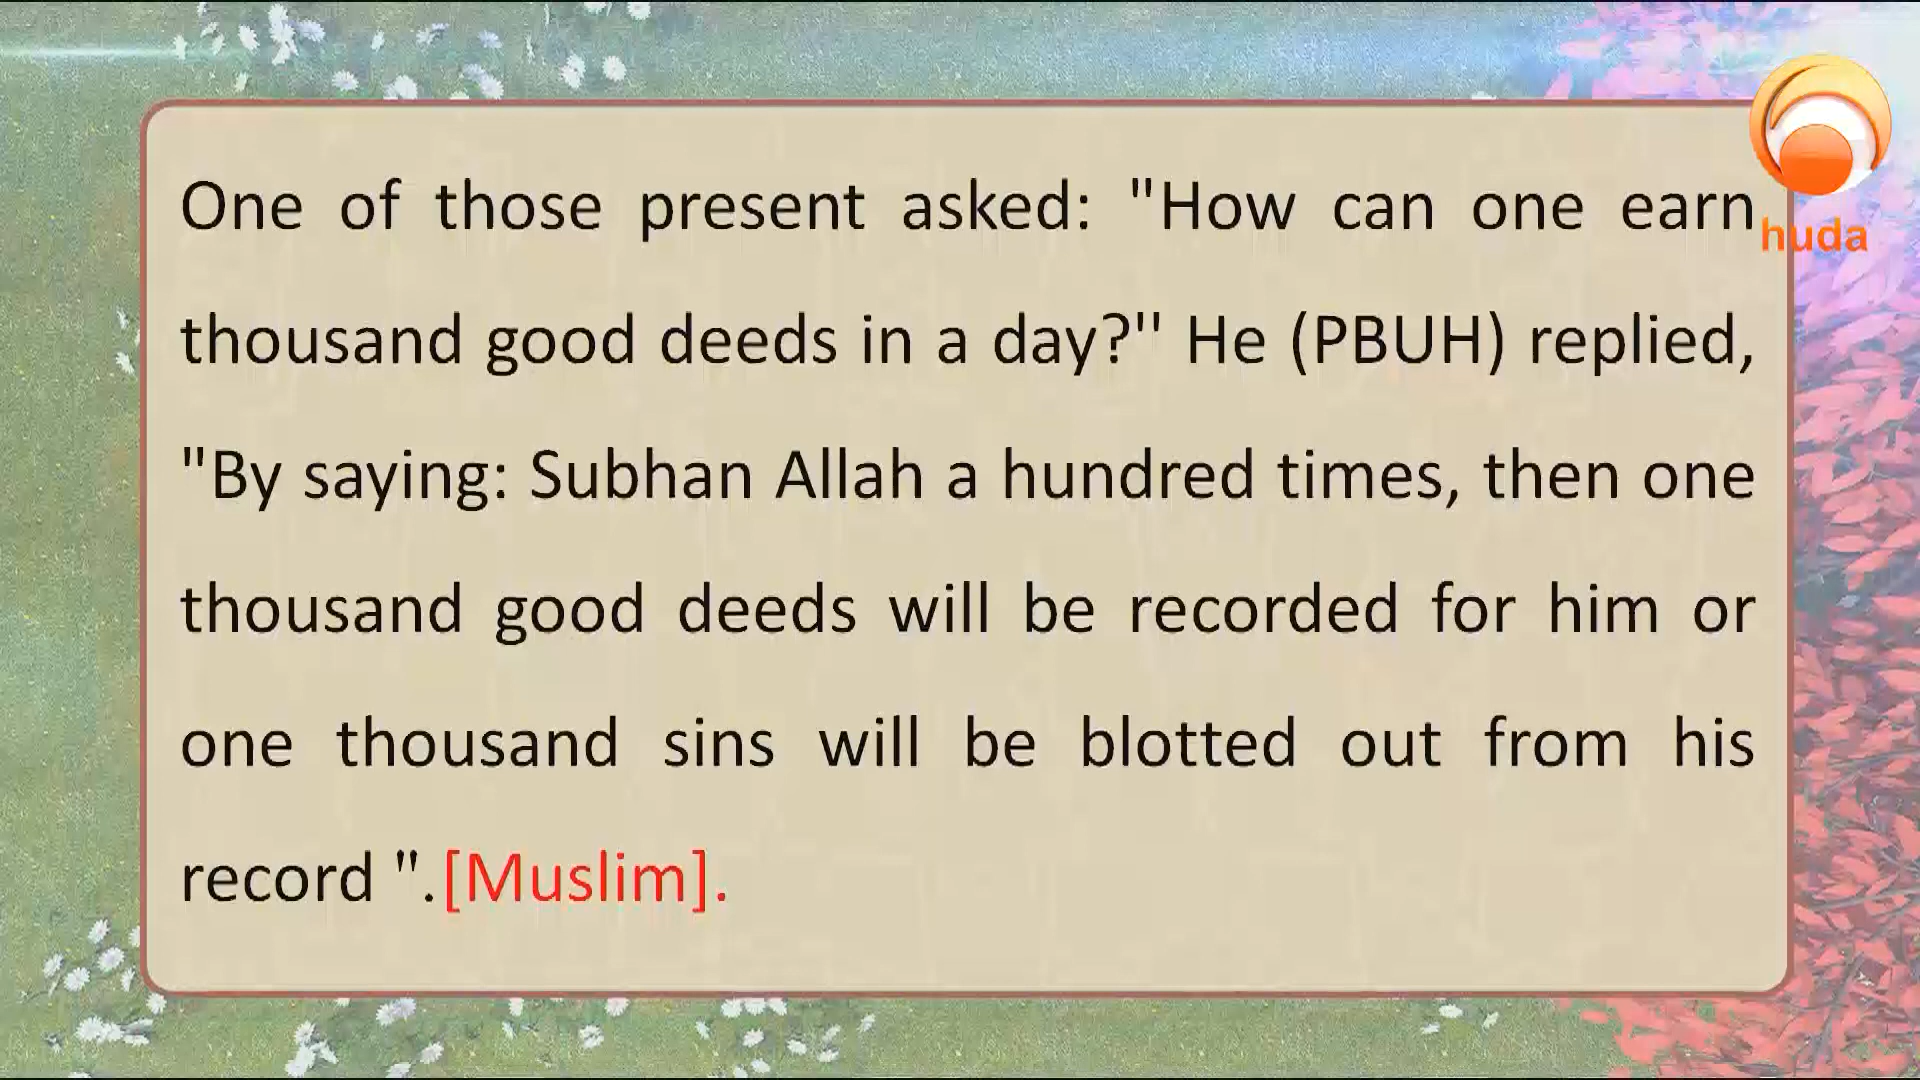 One of those present asked: "How can one earn
huda
thousand good deeds in a day?'' He (PBUH) replied,
"By saying: Subhan Allah a hundred times, then one
thousand good deeds will be recorded for him or
one thousand sins will be blotted out from his
record ".[Muslim].